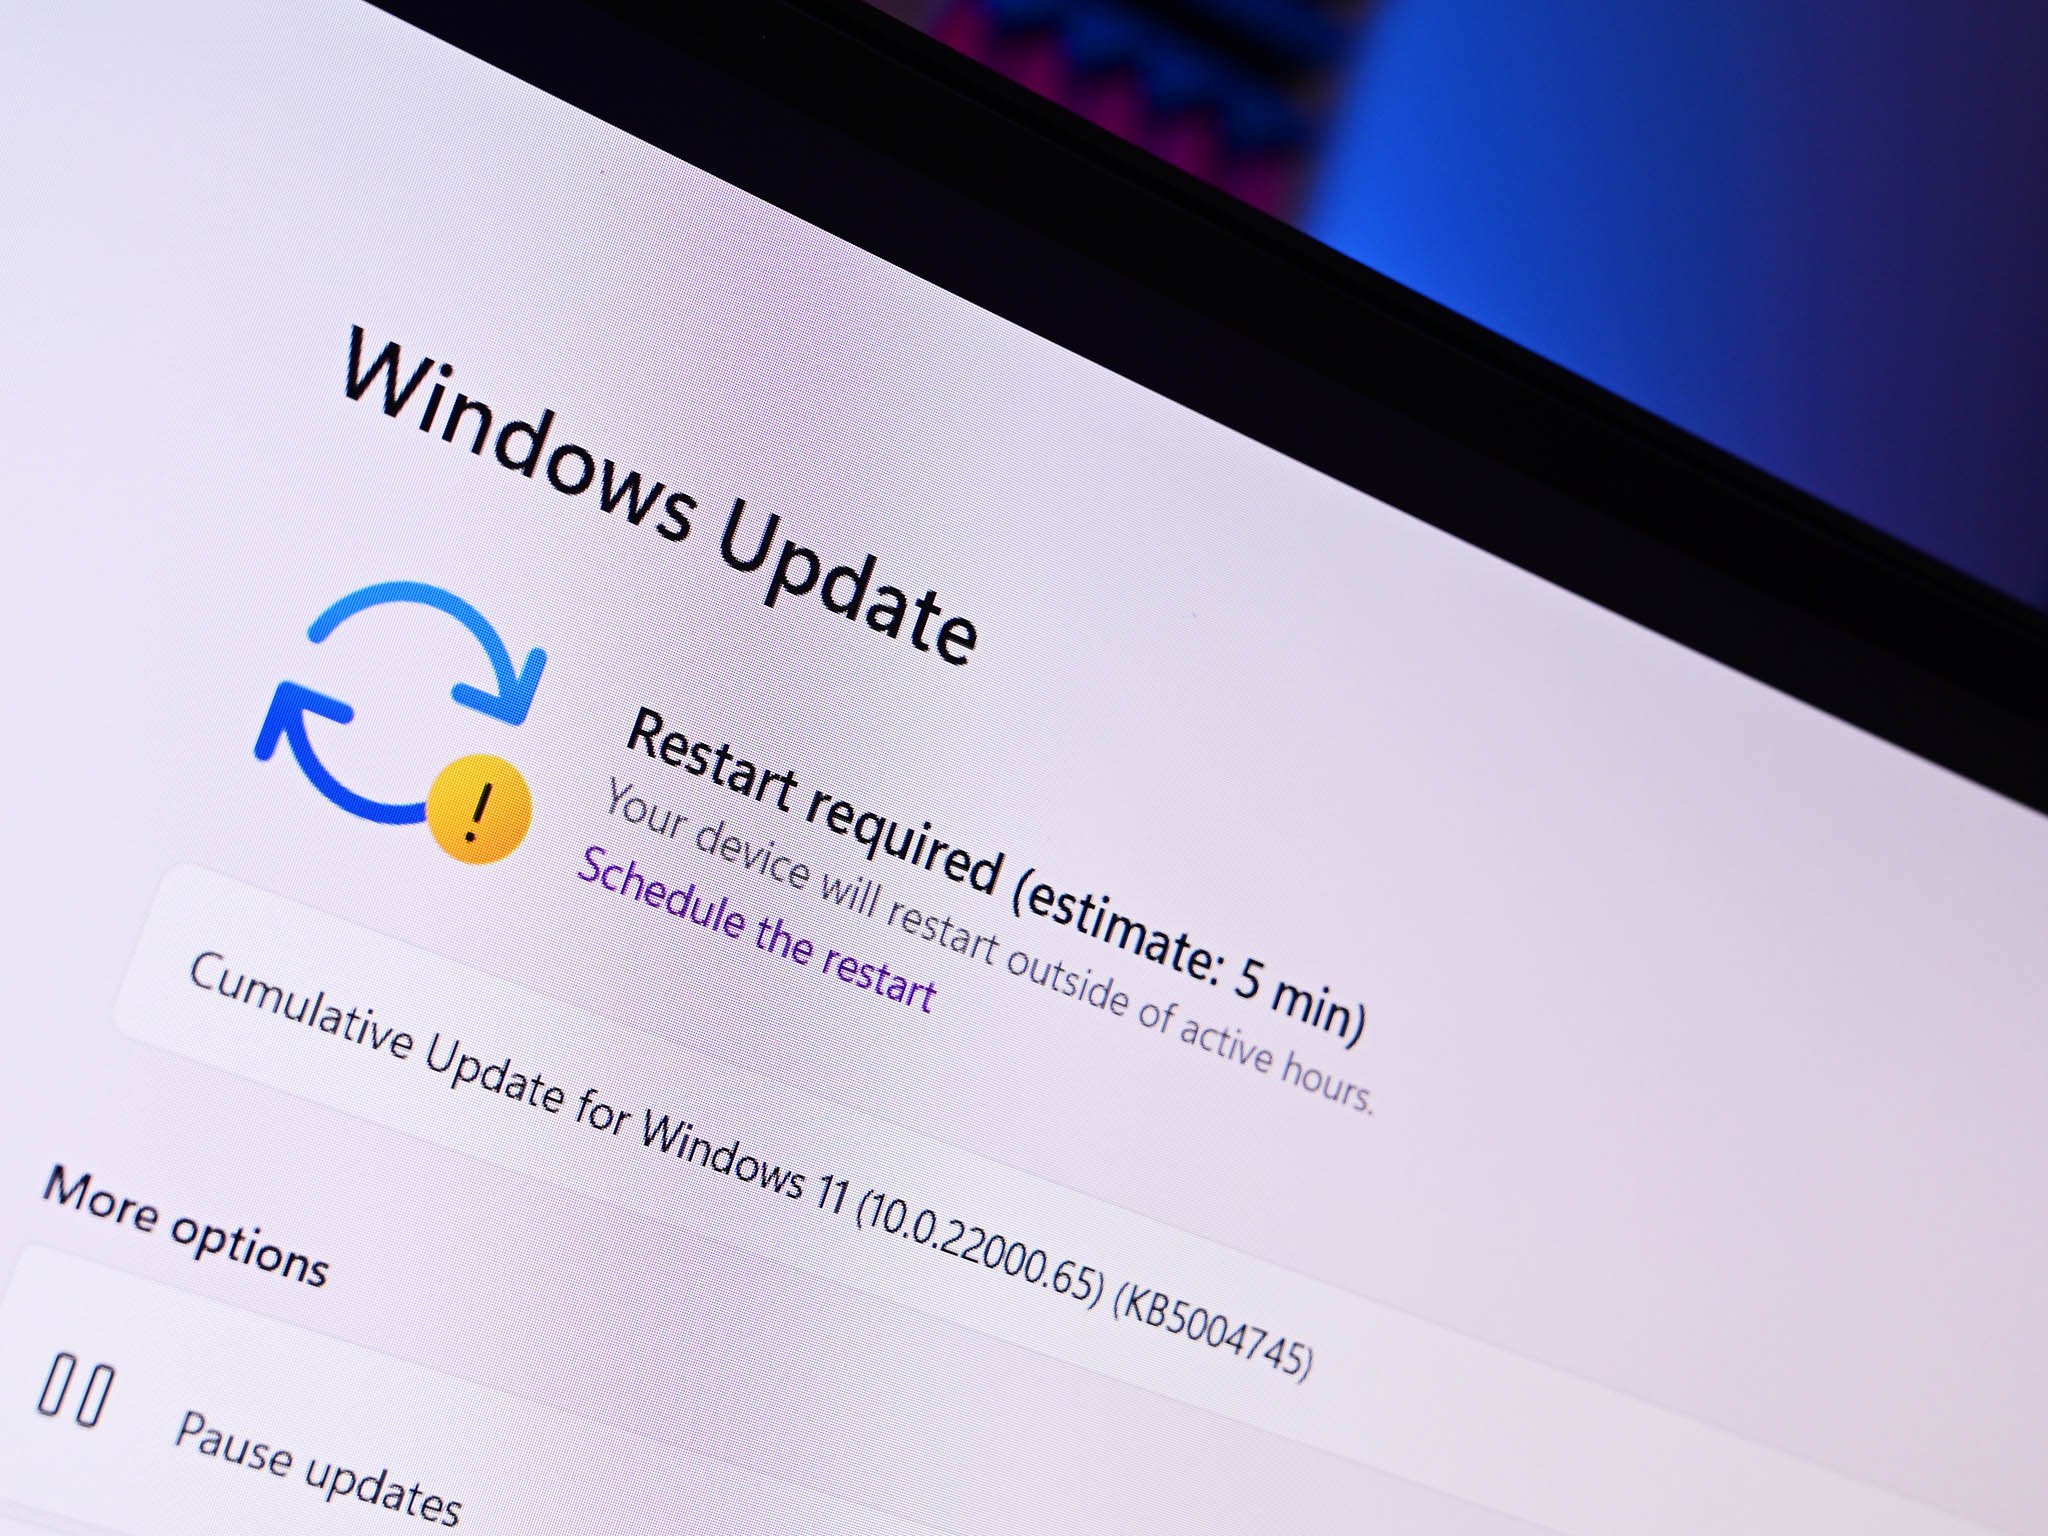 Windows Update
Restart required (estimate: 5 min)
Your device will restart outside of active hours.
Schedule the restart
Cumulative Update for Windows 11 (10.0.22000.65) (KB5004745)
More options
Pause updates